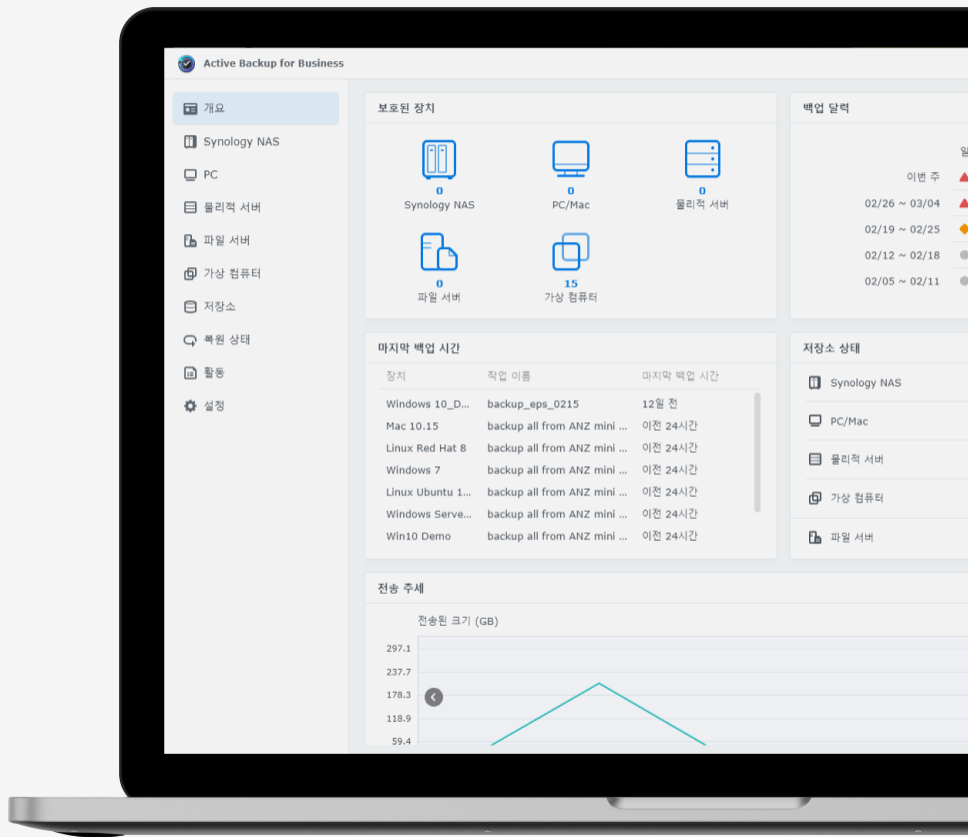 Active Backup for Business
개요
Synology NAS
PC
물리적 서버
파일 서버
가상 컴퓨터
저장소
복원 상태
활동
설정
보호된 장치
0
Synology NAS
0
PC/Mac
0
물리적 서버
0
파일 서버
15
가상 컴퓨터
백업 달력
이번 주
02/26 ~ 03/04
02/19 ~ 02/25
02/12 ~ 02/18
02/05 ~ 02/11
마지막 백업 시간
장치 작업 이름 마지막 백업 시간
Windows 10_D... backup_eps_0215 12일 전
Mac 10.15 backup all from ANZ mini ... 이전 24시간
Linux Red Hat 8 backup all from ANZ mini ... 이전 24시간
Windows 7 backup all from ANZ mini ... 이전 24시간
Linux Ubuntu 1... backup all from ANZ mini ... 이전 24시간
Windows Serve... backup all from ANZ mini ... 이전 24시간
Win10 Demo backup all from ANZ mini ... 이전 24시간
저장소 상태
Synology NAS
PC/Mac
물리적 서버
가상 컴퓨터
파일 서버
전송 추세
전송된 크기 (GB)
297.1
237.7
178.3
118.9
59.4